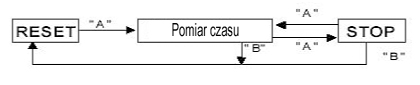 "A"
RESET "A" Pomiar czasu STOP
"B" "A"
"B"